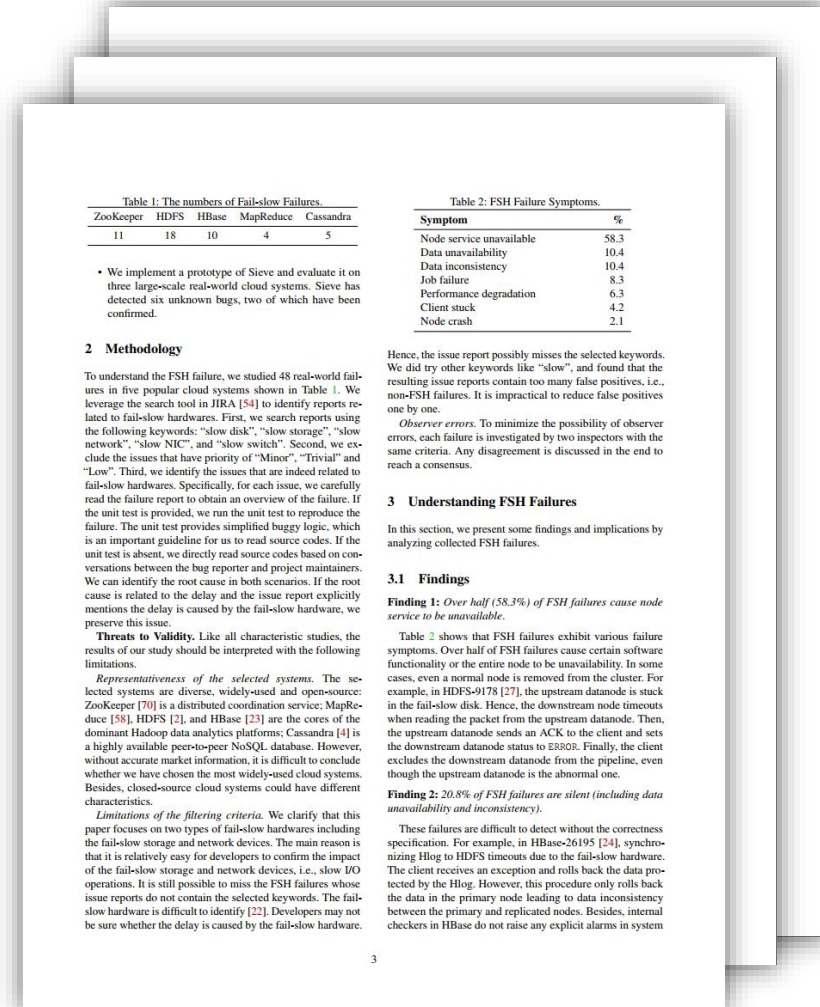 Table 1: The numbers of Fail-slow Failures.
ZooKeeper HDFS HBase MapReduce Cassandra
11 18 10 4 5
• We implement a prototype of Sieve and evaluate it on
three large-scale real-world cloud systems. Sieve has
detected six unknown bugs, two of which have been
confirmed.
2 Methodology
To understand the FSH failure, we studied 48 real-world fail-
ures in five popular cloud systems shown in Table 1. We
leverage the search tool in JIRA [54] to identify reports re-
lated to fail-slow hardwares. First, we search reports using
the following keywords: “slow disk”, “slow storage”, “slow
network”, “slow NIC”, and “slow switch”. Second, we ex-
clude the issues that have priority of “Minor”, “Trivial” and
“Low”. Third, we identify the issues that are indeed related to
fail-slow hardwares. Specifically, for each issue, we carefully
read the failure report to obtain an overview of the failure. If
the unit test is provided, we run the unit test to reproduce the
failure. The unit test provides simplified buggy logic, which
is an important guideline for us to read source codes. If the
unit test is absent, we directly read source codes based on con-
versations between the bug reporter and project maintainers.
We can identify the root cause in both scenarios. If the root
cause is related to the delay and the issue report explicitly
mentions the delay is caused by the fail-slow hardware, we
preserve this issue.
Threats to Validity. Like all characteristic studies, the
results of our study should be interpreted with the following
limitations.
Representativeness of the selected systems. The se-
lected systems are diverse, widely-used and open-source:
ZooKeeper [70] is a distributed coordination service; MapRe-
duce [58], HDFS [2], and HBase [23] are the cores of the
dominant Hadoop data analytics platforms; Cassandra [4] is
a highly available peer-to-peer NoSQL database. However,
without accurate market information, it is difficult to conclude
whether we have chosen the most widely-used cloud systems.
Besides, closed-source cloud systems could have different
characteristics.
Limitations of the filtering criteria. We clarify that this
paper focuses on two types of fail-slow hardwares including
the fail-slow storage and network devices. The main reason is
that it is relatively easy for developers to confirm the impact
of the fail-slow storage and network devices, i.e., slow I/O
operations. It is still possible to miss the FSH failures whose
issue reports do not contain the selected keywords. The fail-
slow hardware is difficult to identify [22]. Developers may not
be sure whether the delay is caused by the fail-slow hardware.
Table 2: FSH Failure Symptoms.
Symptom %
Node service unavailable 58.3
Data unavailability 10.4
Data inconsistency 10.4
Job failure 8.3
Performance degradation 6.3
Client stuck 4.2
Node crash 2.1
Hence, the issue report possibly misses the selected keywords.
We did try other keywords like “slow”, and found that the
resulting issue reports contain too many false positives, i.e.,
non-FSH failures. It is impractical to reduce false positives
one by one.
Observer errors. To minimize the possibility of observer
errors, each failure is investigated by two inspectors with the
same criteria. Any disagreement is discussed in the end to
reach a consensus.
3 Understanding FSH Failures
In this section, we present some findings and implications by
analyzing collected FSH failures.
3.1 Findings
Finding 1: Over half (58.3%) of FSH failures cause node
service to be unavailable.
Table 2 shows that FSH failures exhibit various failure
symptoms. Over half of FSH failures cause certain software
functionality or the entire node to be unavailability. In some
cases, even a normal node is removed from the cluster. For
example, in HDFS-9178 [27], the upstream datanode is stuck
in the fail-slow disk. Hence, the downstream node timeouts
when reading the packet from the upstream datanode. Then,
the upstream datanode sends an ACK to the client and sets
the downstream datanode status to ERROR. Finally, the client
excludes the downstream datanode from the pipeline, even
though the upstream datanode is the abnormal one.
Finding 2: 20.8% of FSH failures are silent (including data
unavailability and inconsistency).
These failures are difficult to detect without the correctness
specification. For example, in HBase-26195 [24], synchro-
nizing Hlog to HDFS timeouts due to the fail-slow hardware.
The client receives an exception and rolls back the data pro-
tected by the Hlog. However, this procedure only rolls back
the data in the primary node leading to data inconsistency
between the primary and replicated nodes. Besides, internal
checkers in HBase do not raise any explicit alarms in system
3